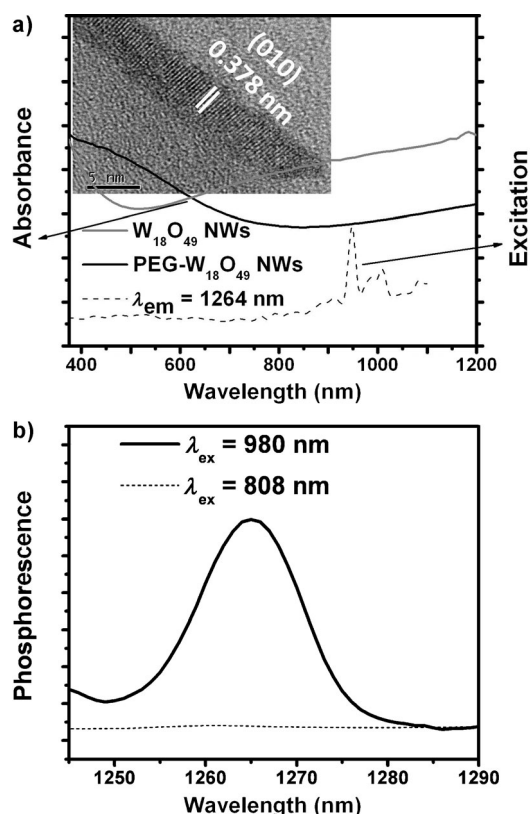 a)
(010)
0.378 nm
5 nm
Absorbance
Excitation
W₁₈O₄₉ NWs
PEG-W₁₈O₄₉ NWs
λem = 1264 nm
400 600 800 1000 1200
Wavelength (nm)
b)
λex = 980 nm
λex = 808 nm
Phosphorescence
1250 1260 1270 1280 1290
Wavelength (nm)